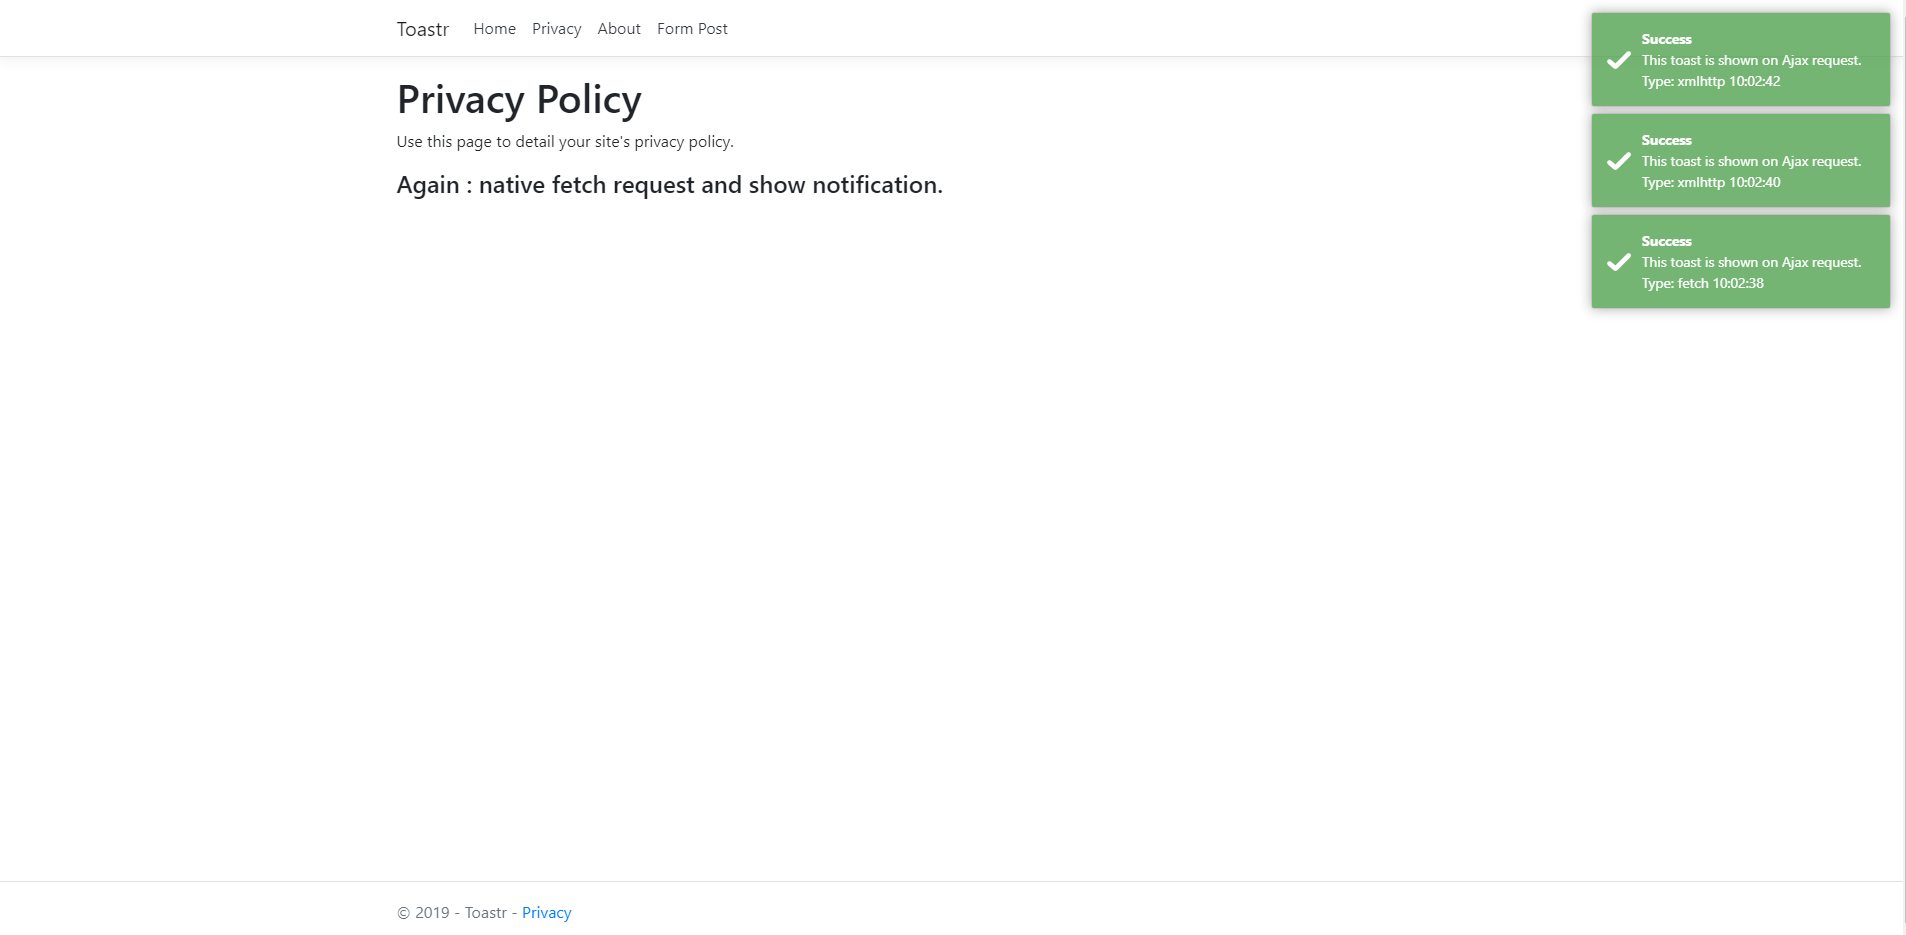 Toastr Home Privacy About Form Post
Privacy Policy
Use this page to detail your site's privacy policy.
Again : native fetch request and show notification.
Success
This toast is shown on Ajax request.
Type: xmlhttp 10:02:42
Success
This toast is shown on Ajax request.
Type: xmlhttp 10:02:40
Success
This toast is shown on Ajax request.
Type: fetch 10:02:38
© 2019 - Toastr - Privacy